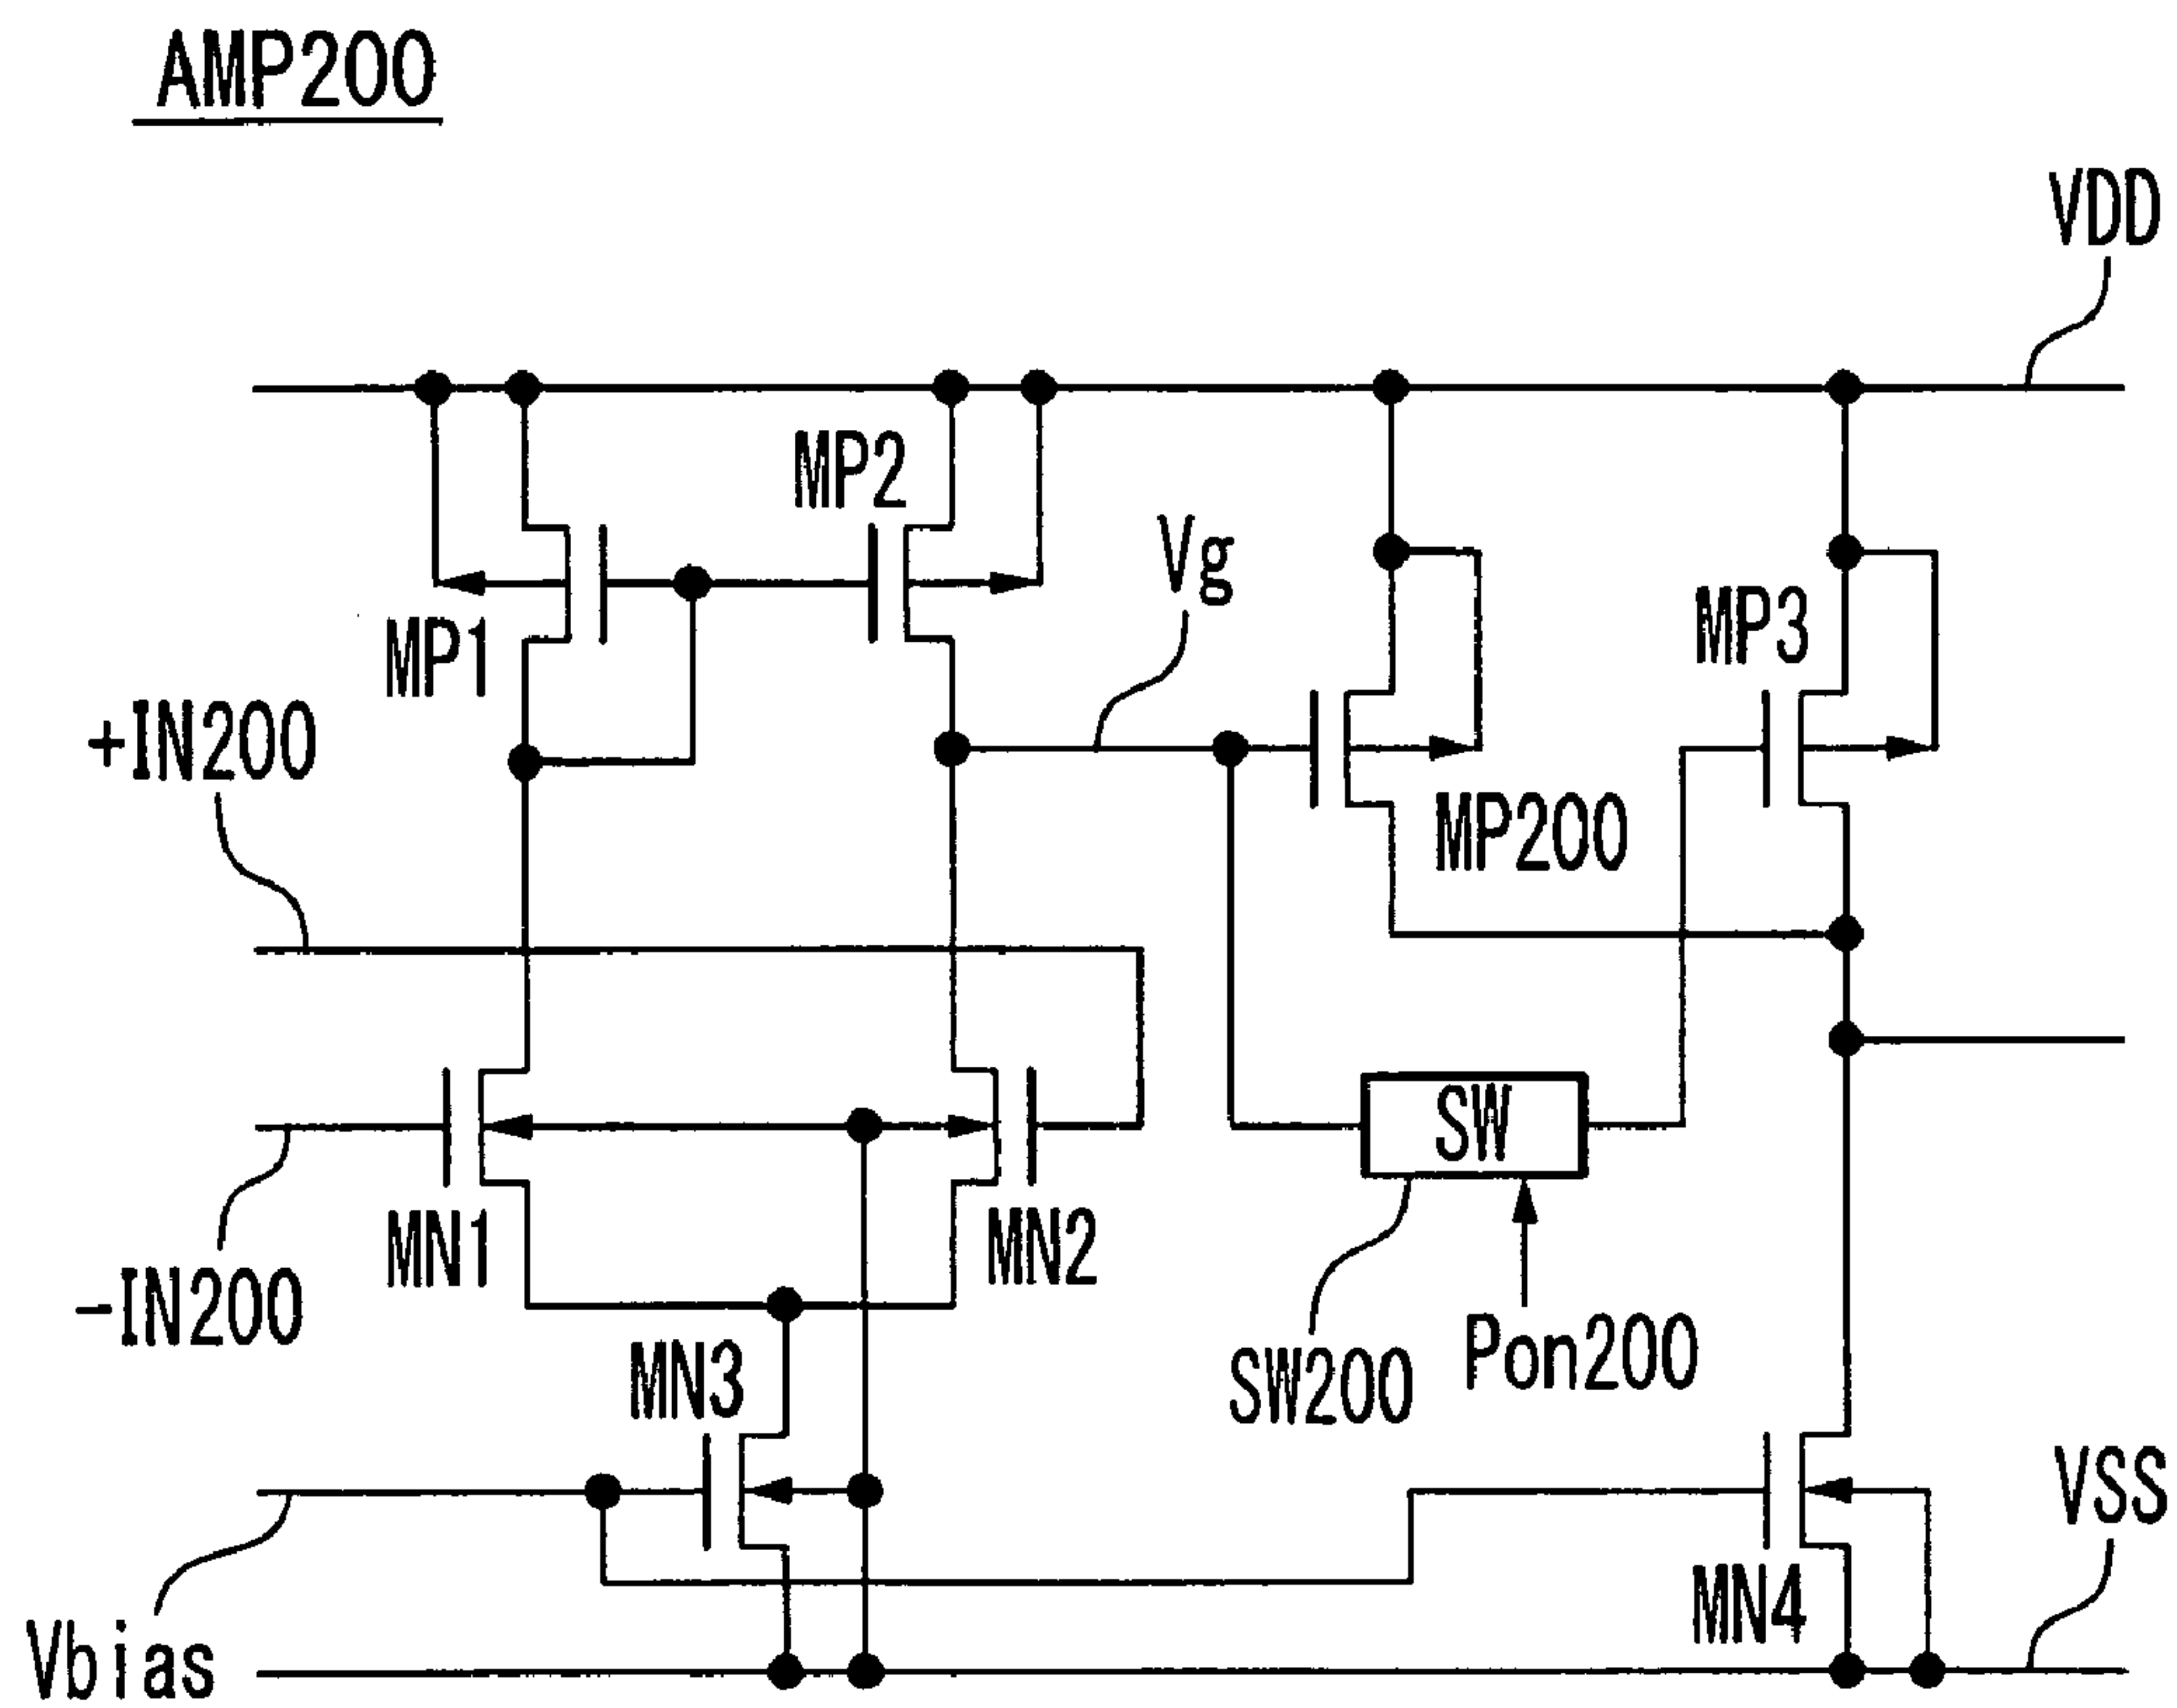 AMP200
VDD
MP2
Vg
MP1
MP3
+IN200
MP200
SW
MN1
MN2
-IN200
MN3
SW200
Pon200
VSS
MN4
Vbias